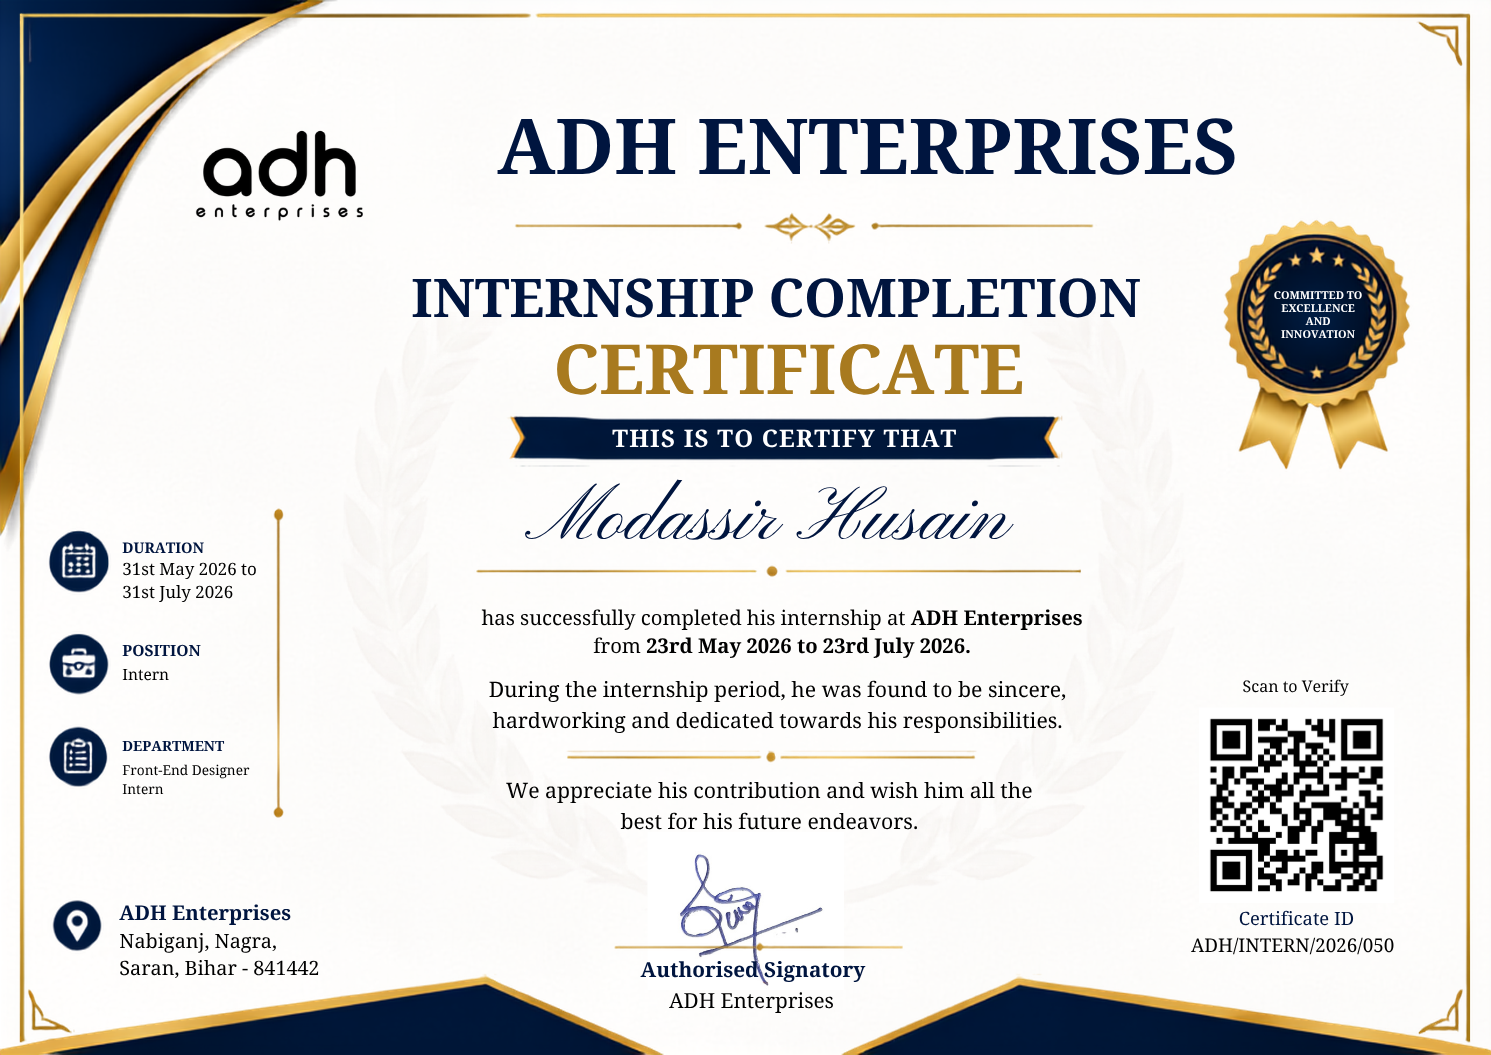 adh
enterprises
ADH ENTERPRISES
INTERNSHIP COMPLETION
CERTIFICATE
COMMITTED TO
EXCELLENCE
AND
INNOVATION
THIS IS TO CERTIFY THAT
Modassir Husain
DURATION
31st May 2026 to
31st July 2026
POSITION
Intern
DEPARTMENT
Front-End Designer
Intern
has successfully completed his internship at ADH Enterprises
from 23rd May 2026 to 23rd July 2026.
During the internship period, he was found to be sincere,
hardworking and dedicated towards his responsibilities.
We appreciate his contribution and wish him all the
best for his future endeavors.
Scan to Verify
Certificate ID
ADH/INTERN/2026/050
ADH Enterprises
Nabiganj, Nagra,
Saran, Bihar - 841442
Authorised Signatory
ADH Enterprises